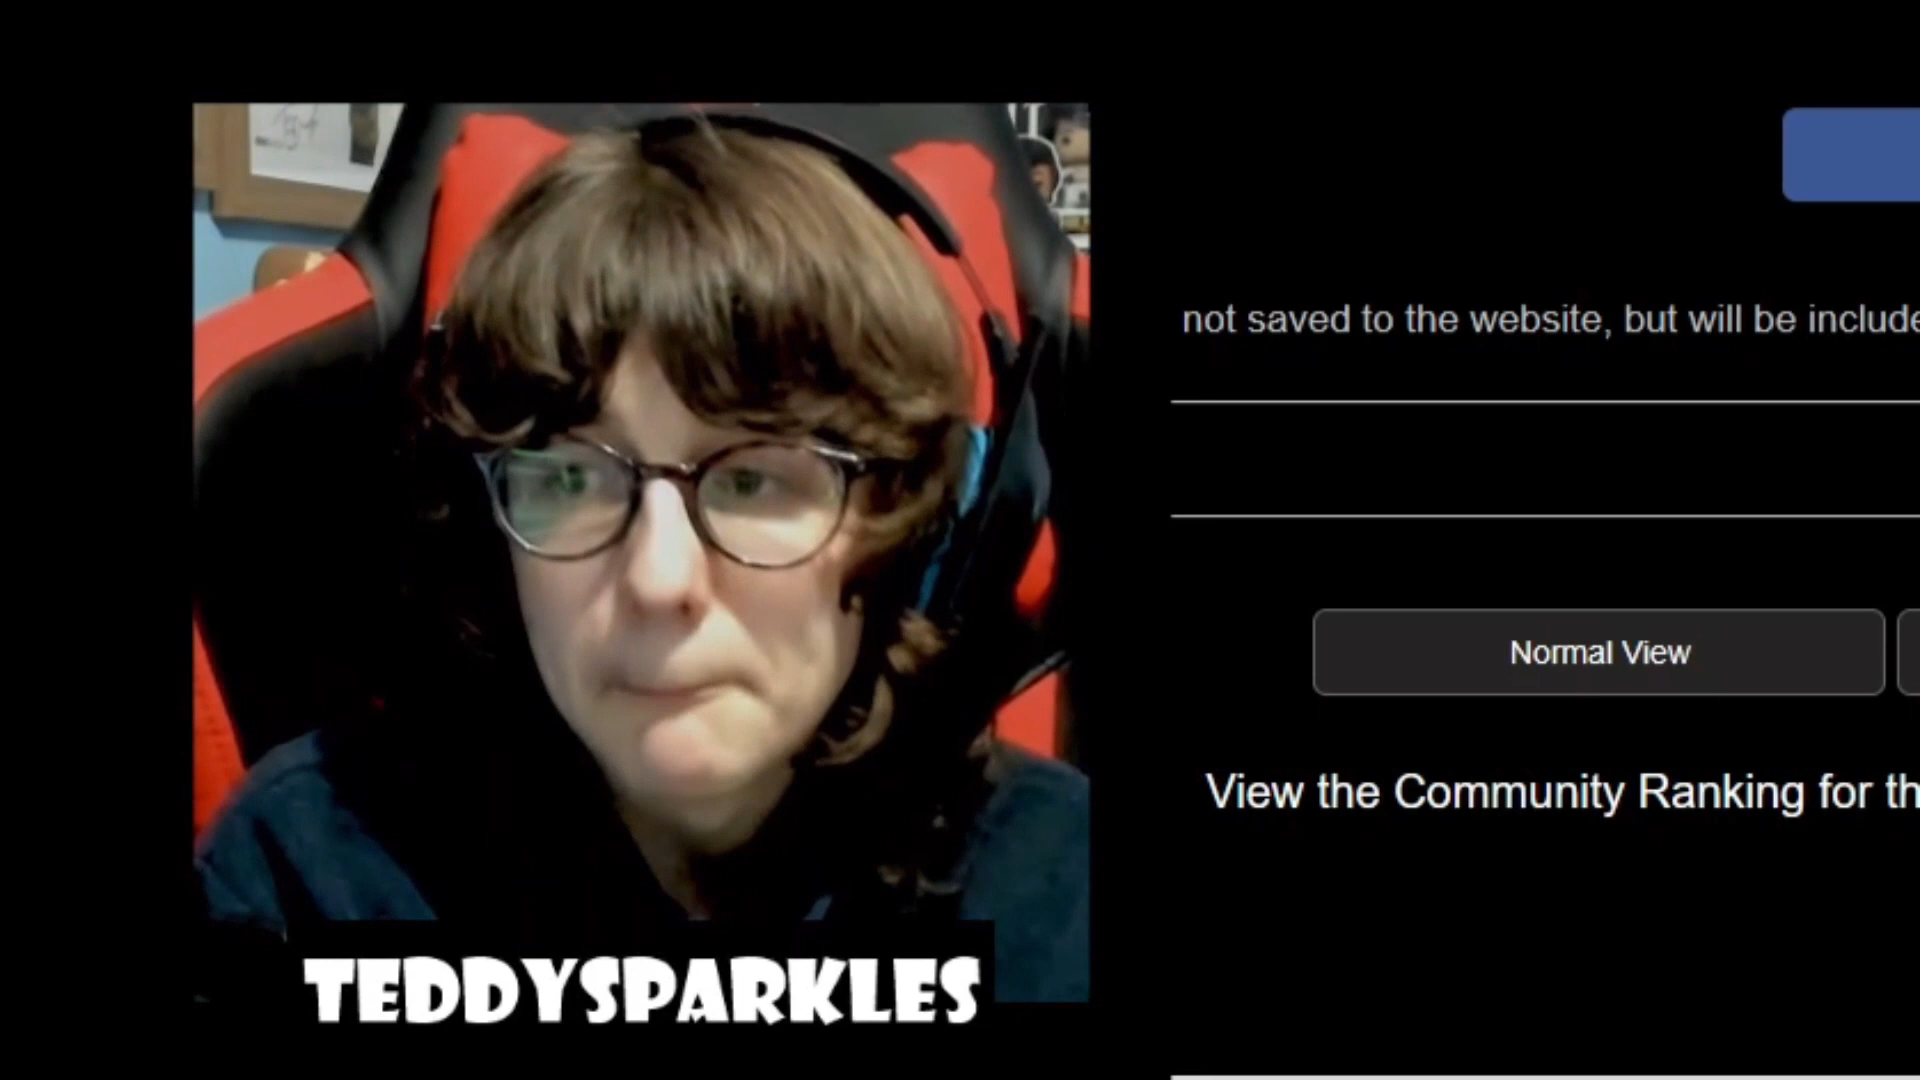 not saved to the website, but will be include
Normal View
View the Community Ranking for th
TEDDYSPARKLES